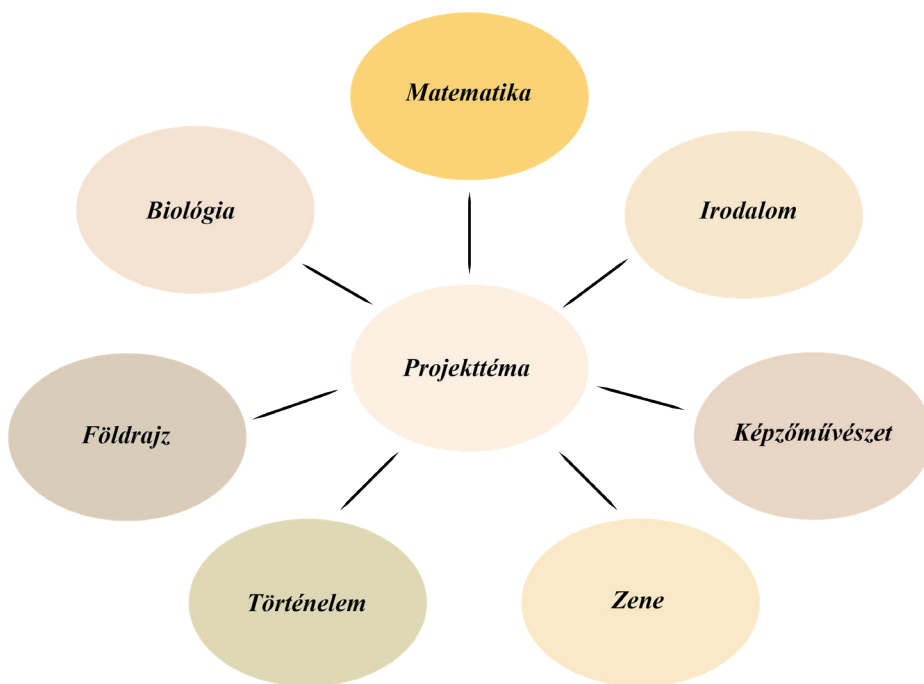 Matematika
Biológia
Irodalom
Projekttéma
Földrajz
Képzőművészet
Történelem
Zene